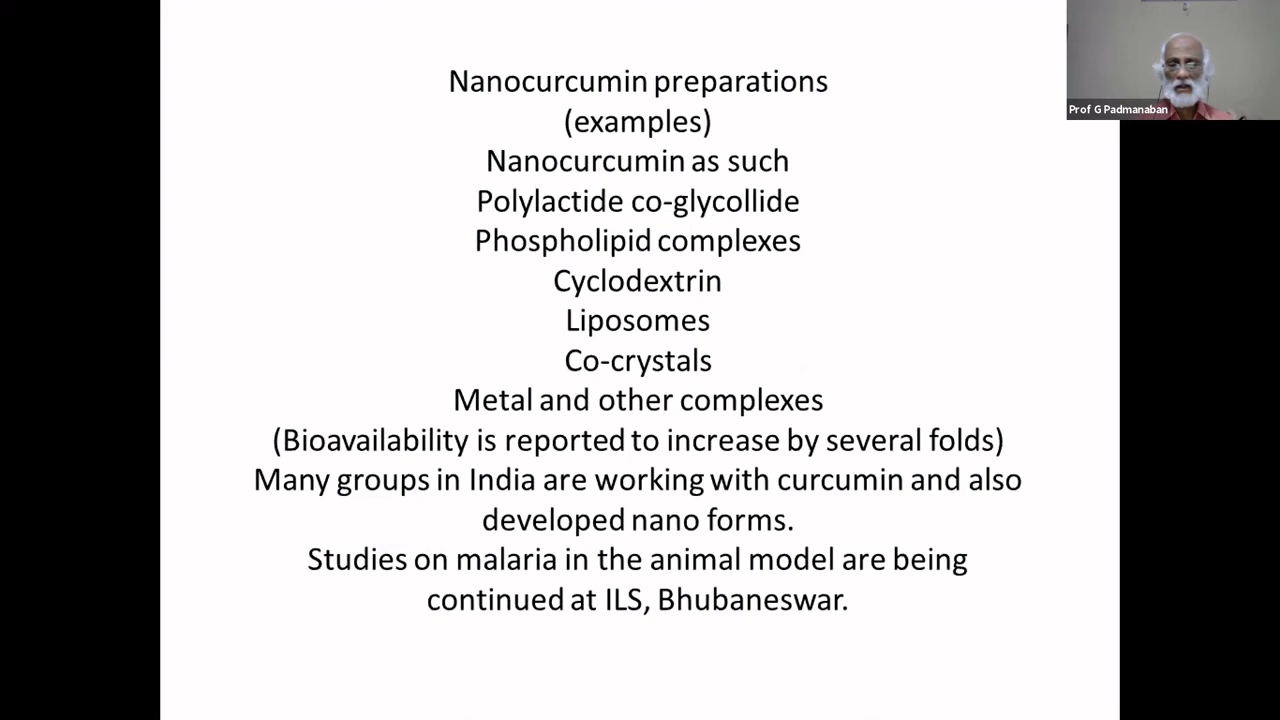 Nanocurcumin preparations
(examples)
Nanocurcumin as such
Polylactide co-glycollide
Phospholipid complexes
Cyclodextrin
Liposomes
Co-crystals
Metal and other complexes
(Bioavailability is reported to increase by several folds)
Many groups in India are working with curcumin and also
developed nano forms.
Studies on malaria in the animal model are being
continued at ILS, Bhubaneswar.
Prof G Padmanaban